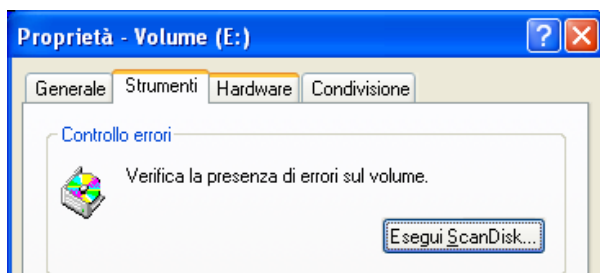 Proprietà - Volume (E:)
Generale Strumenti Hardware Condivisione
Controllo errori
Verifica la presenza di errori sul volume.
Esegui ScanDisk...